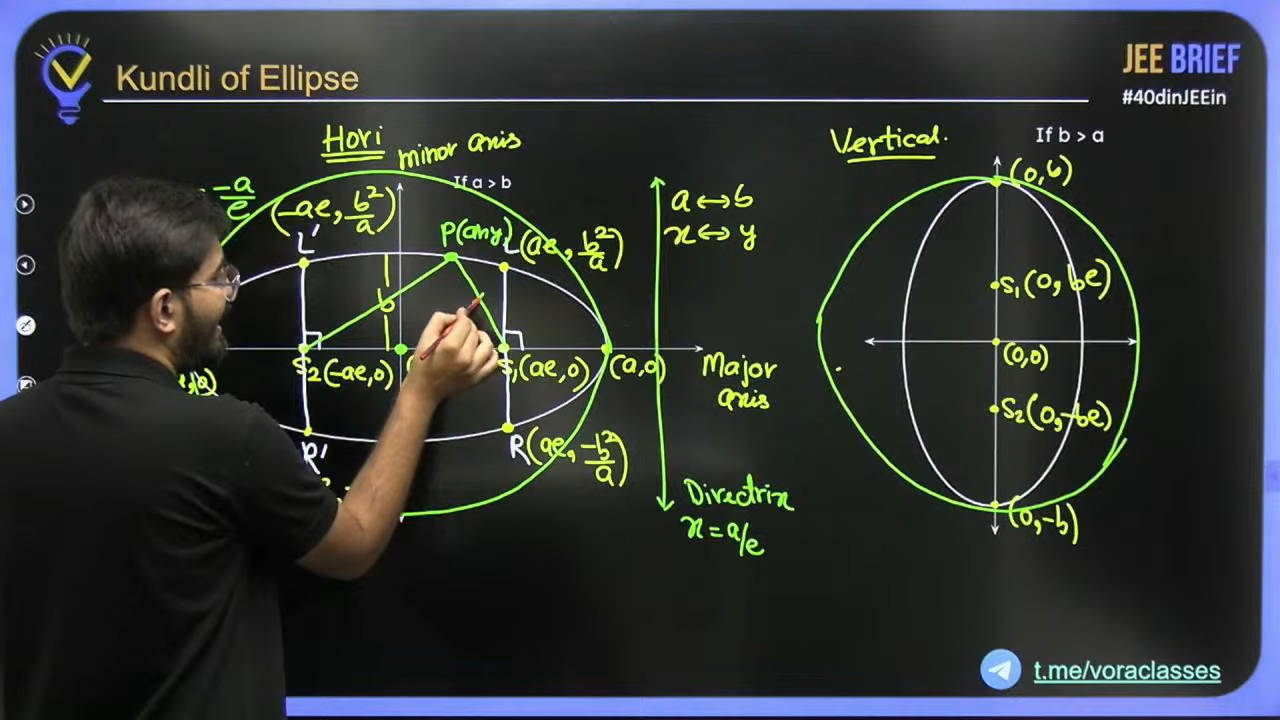 Kundli of Ellipse
JEE BRIEF
#40dinJEEin
Hori
minor axis
If a > b
-a/e
(-ae, b²/a)
L'
P(any)
L(ae, b²/a)
S₂(-ae,0)
S₁(ae,0)
(a,0)
R'
R(ae, -b²/a)
a↔b
x↔y
Major
axis
Directrix
x = a/e
Vertical.
If b > a
(0,b)
S₁(0, be)
(0,0)
S₂(0,-be)
(0,-b)
t.me/voraclasses